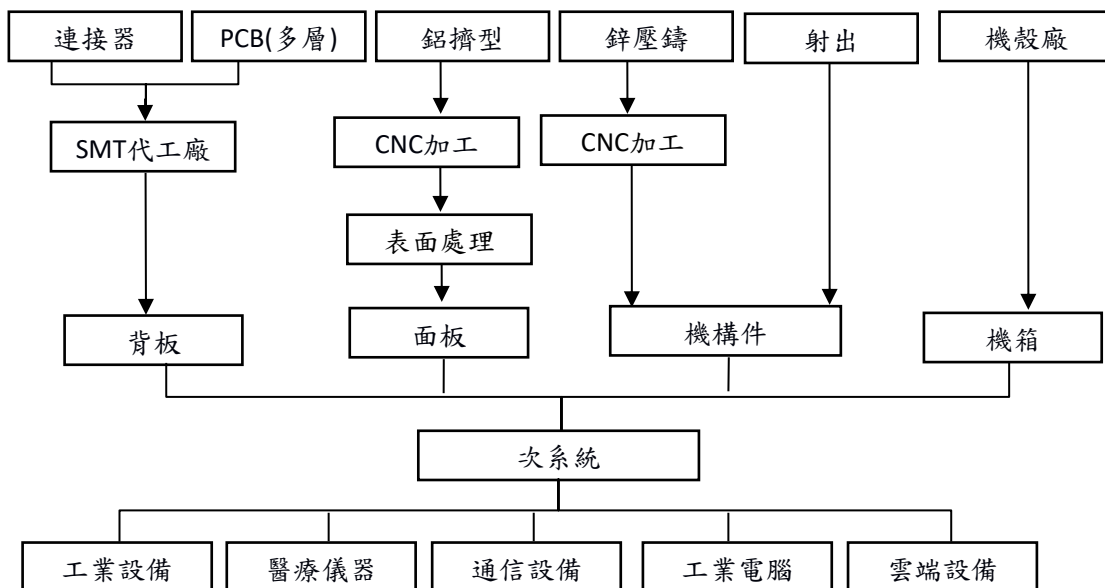 連接器
PCB(多層)
鋁擠型
鋅壓鑄
射出
機殼廠
SMT代工廠
CNC加工
CNC加工
表面處理
背板
面板
機構件
機箱
次系統
工業設備
醫療儀器
通信設備
工業電腦
雲端設備